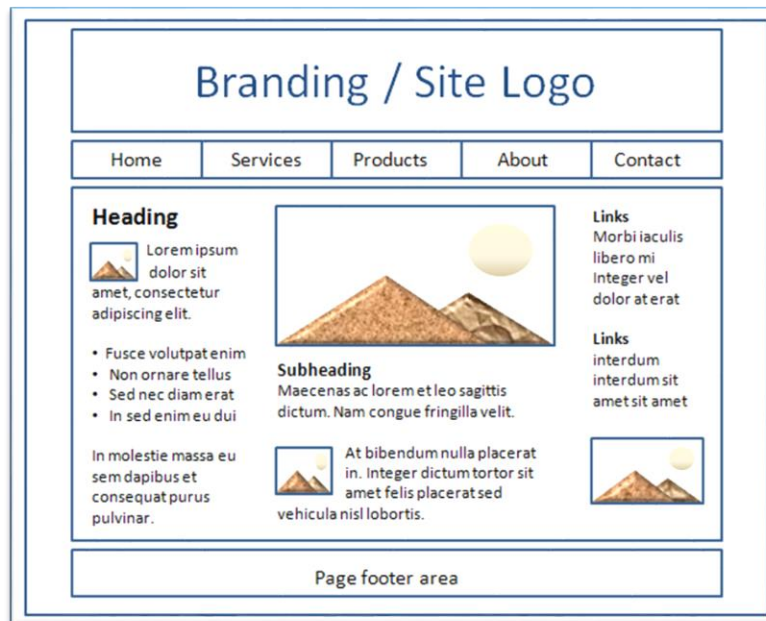 Branding / Site Logo
Home
Services
Products
About
Contact
Heading
Lorem ipsum
dolor sit
amet, consectetur
adipiscing elit.
• Fusce volutpat enim
• Non ornare tellus
• Sed nec diam erat
• In sed enim eu dui
In molestie massa eu
sem dapibus et
consequat purus
pulvinar.
Subheading
Maecenas ac lorem et leo sagittis
dictum. Nam congue fringilla velit.
At bibendum nulla placerat
in. Integer dictum tortor sit
amet felis placerat sed
vehicula nisl lobortis.
Links
Morbi iaculis
libero mi
Integer vel
dolor at erat
Links
interdum
interdum sit
amet sit amet
Page footer area